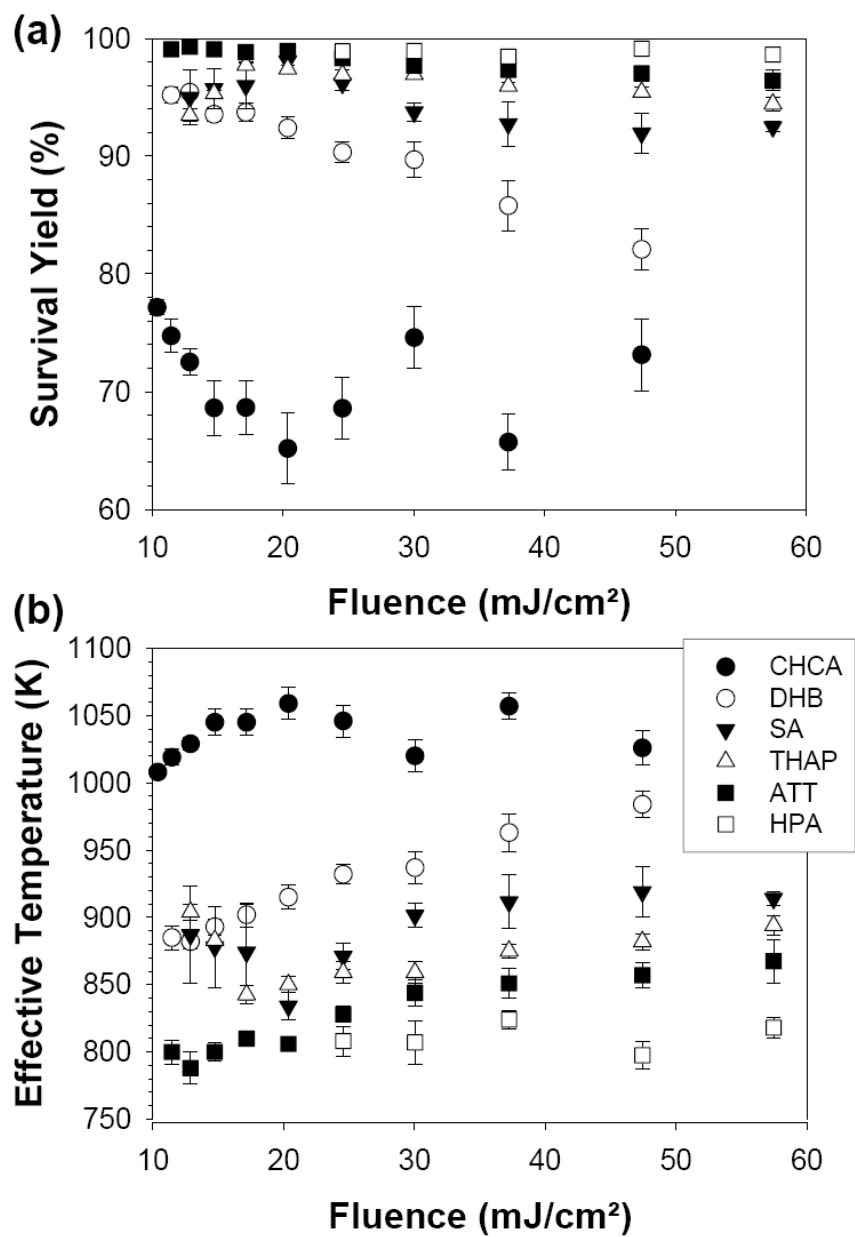 (a)
Survival Yield (%)
100
90
80
70
60
10 20 30 40 50 60
Fluence (mJ/cm²)
(b)
Effective Temperature (K)
1100
1050
1000
950
900
850
800
750
10 20 30 40 50 60
Fluence (mJ/cm²)
CHCA
DHB
SA
THAP
ATT
HPA